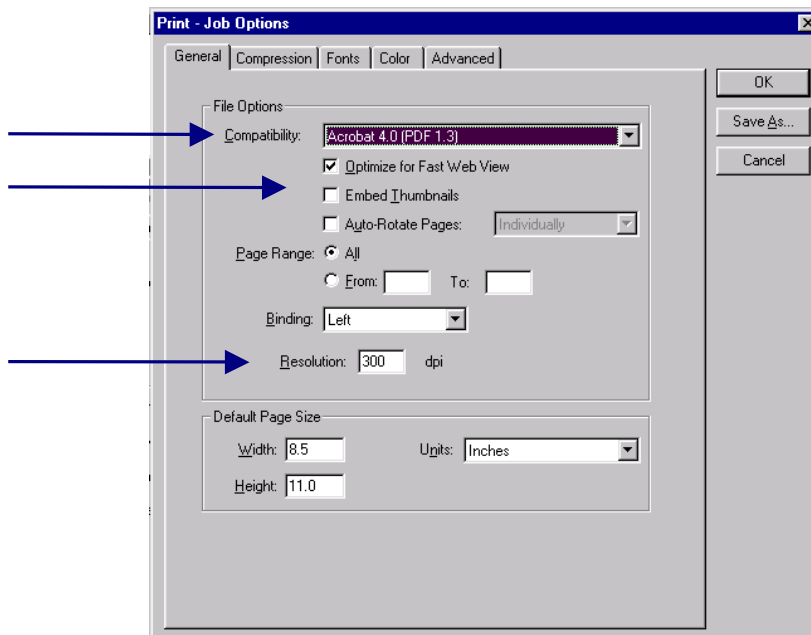 Print - Job Options
General Compression Fonts Color Advanced
OK
Save As...
Cancel
File Options
Compatibility: Acrobat 4.0 (PDF 1.3)
Optimize for Fast Web View
Embed Thumbnails
Auto-Rotate Pages: Individually
Page Range: All
From: To:
Binding: Left
Resolution: 300 dpi
Default Page Size
Width: 8.5 Units: Inches
Height: 11.0